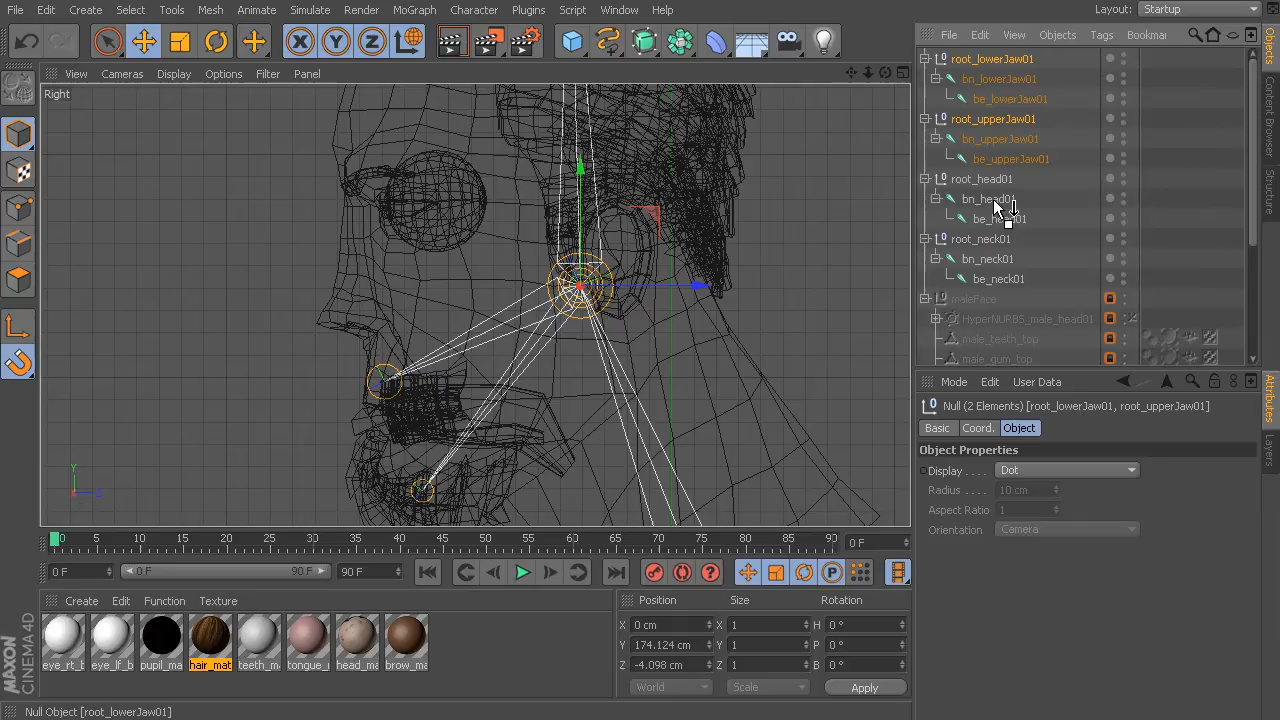 File Edit Create Select Tools Mesh Animate Simulate Render MoGraph Character Plugins Script Window Help
Layout: Startup
View Cameras Display Options Filter Panel
Right
Y
Z
File Edit View Objects Tags Bookmar
root_lowerJaw01
bn_lowerJaw01
be_lowerJaw01
root_upperJaw01
bn_upperJaw01
be_upperJaw01
root_head01
bn_head01
be_head01
root_neck01
bn_neck01
be_neck01
maleFace
HyperNURBS_male_head01
male_teeth_top
male_gum_top
Objects
Content Browser
Structure
Mode Edit User Data
Null (2 Elements) [root_lowerJaw01, root_upperJaw01]
Basic Coord. Object
Object Properties
Display . . . . Dot
Radius . . . . 10 cm
Aspect Ratio 1
Orientation Camera
Attributes
Layers
0 5 10 15 20 25 30 35 40 45 50 55 60 65 70 75 80 85 90
0 F
0 F 0 F 90 F 90 F
Create Edit Function Texture
eye_rt_b eye_lf_b pupil_ma hair_mat teeth_m tongue_ head_ma brow_ma
Position Size Rotation
X 0 cm X 1 H 0 °
Y 174.124 cm Y 1 P 0 °
Z -4.098 cm Z 1 B 0 °
World Scale Apply
MAXON
CINEMA 4D
Null Object [root_lowerJaw01]